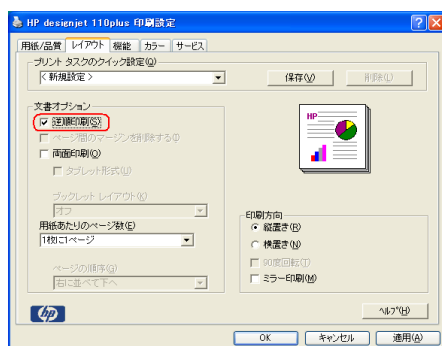 HP designjet 110plus 印刷設定
用紙/品質 レイアウト 機能 カラー サービス
プリント タスクのクイック設定(Q)
<新規設定>
保存(V)
削除(L)
文書オプション
逆順印刷(S)
ページ間のマージンを削除する(I)
両面印刷(O)
タブレット形式(U)
ブックレット レイアウト(K)
オフ
用紙あたりのページ数(E)
1枚に1ページ
ページの順序(G)
右に並べて下へ
HP
印刷方向
縦置き(R)
横置き(N)
90度回転(T)
ミラー印刷(M)
hp
ヘルプ(H)
OK キャンセル 適用(A)